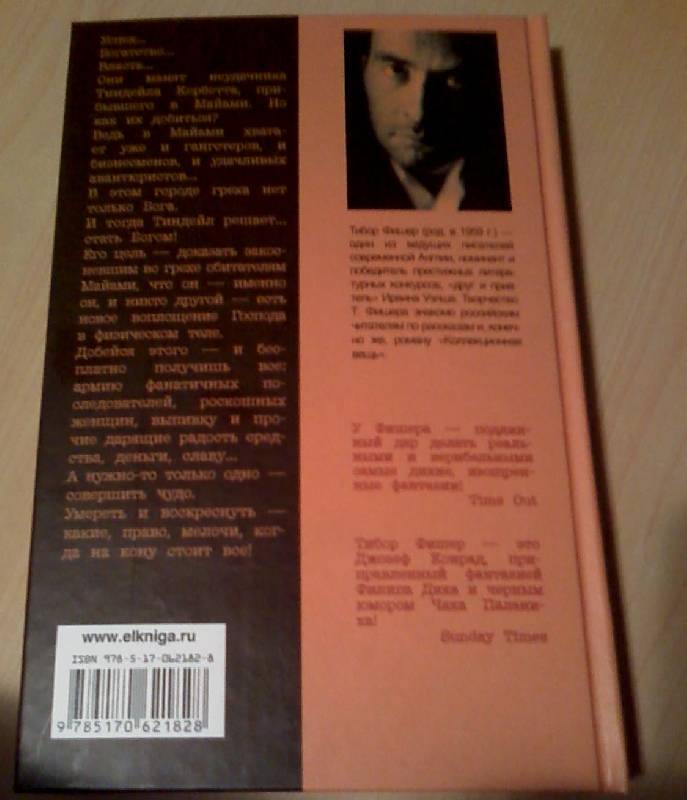 Успех...
Богатство...
Власть...
Они манят неудачника
Тиндейла Корбетта, при-
бывшего в Майами. Но
как их добиться?
Ведь в Майами хвата-
ет уже и гангстеров, и
бизнесменов, и удачливых
авантюристов...
В этом городе греха нет
только Бога.
И тогда Тиндейл решает...
стать Богом!
Его цель — доказать закос-
невшим во грехе обитателям
Майами, что он — именно
он, и никто другой — есть
новое воплощение Господа
в физическом теле.
Добейся этого — и бес-
платно получишь все:
армию фанатичных по-
следователей, роскошных
женщин, выпивку и про-
чие дарящие радость сред-
ства, деньги, славу...
А нужно-то только одно —
совершить чудо.
Умереть и воскреснуть —
какие, право, мелочи, ког-
да на кону стоит все!
www.elkniga.ru
ISBN 978-5-17-062182-8
9 785170 621828
Тибор Фишер (род. в 1959 г.) —
один из ведущих писателей
современной Англии, номинант и
победитель престижных литера-
турных конкурсов, «друг и прия-
тель» Ирвина Уэлша. Творчество
Т. Фишера знакомо российским
читателям по рассказам и, конеч-
но же, роману «Коллекционная
вещь».
У Фишера — подлин-
ный дар делать реаль-
ными и вербальными
самые дикие, изощрен-
ные фантазии!
Time Out
Тибор Фишер — это
Джозеф Конрад, при-
правленный фантазией
Филипа Дика и черным
юмором Чака Палани-
ка!
Sunday Times